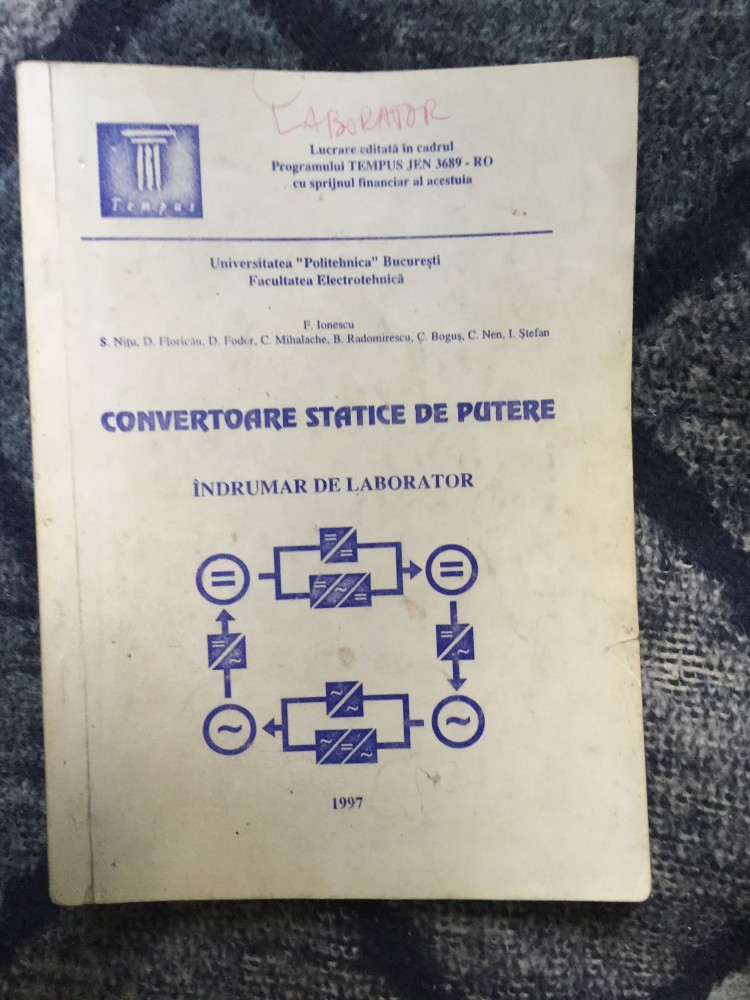 LABORATOR
Lucrare editată în cadrul
Programului TEMPUS JEN 3689 - RO
cu sprijnul financiar al acestuia
Tempus
Universitatea "Politehnica" București
Facultatea Electrotehnică
F. Ionescu
S. Nițu, D. Floricău, D. Fodor, C. Mihalache, B. Radomirescu, C. Boguș, C. Nen, I. Ștefan
CONVERTOARE STATICE DE PUTERE
ÎNDRUMAR DE LABORATOR
1997